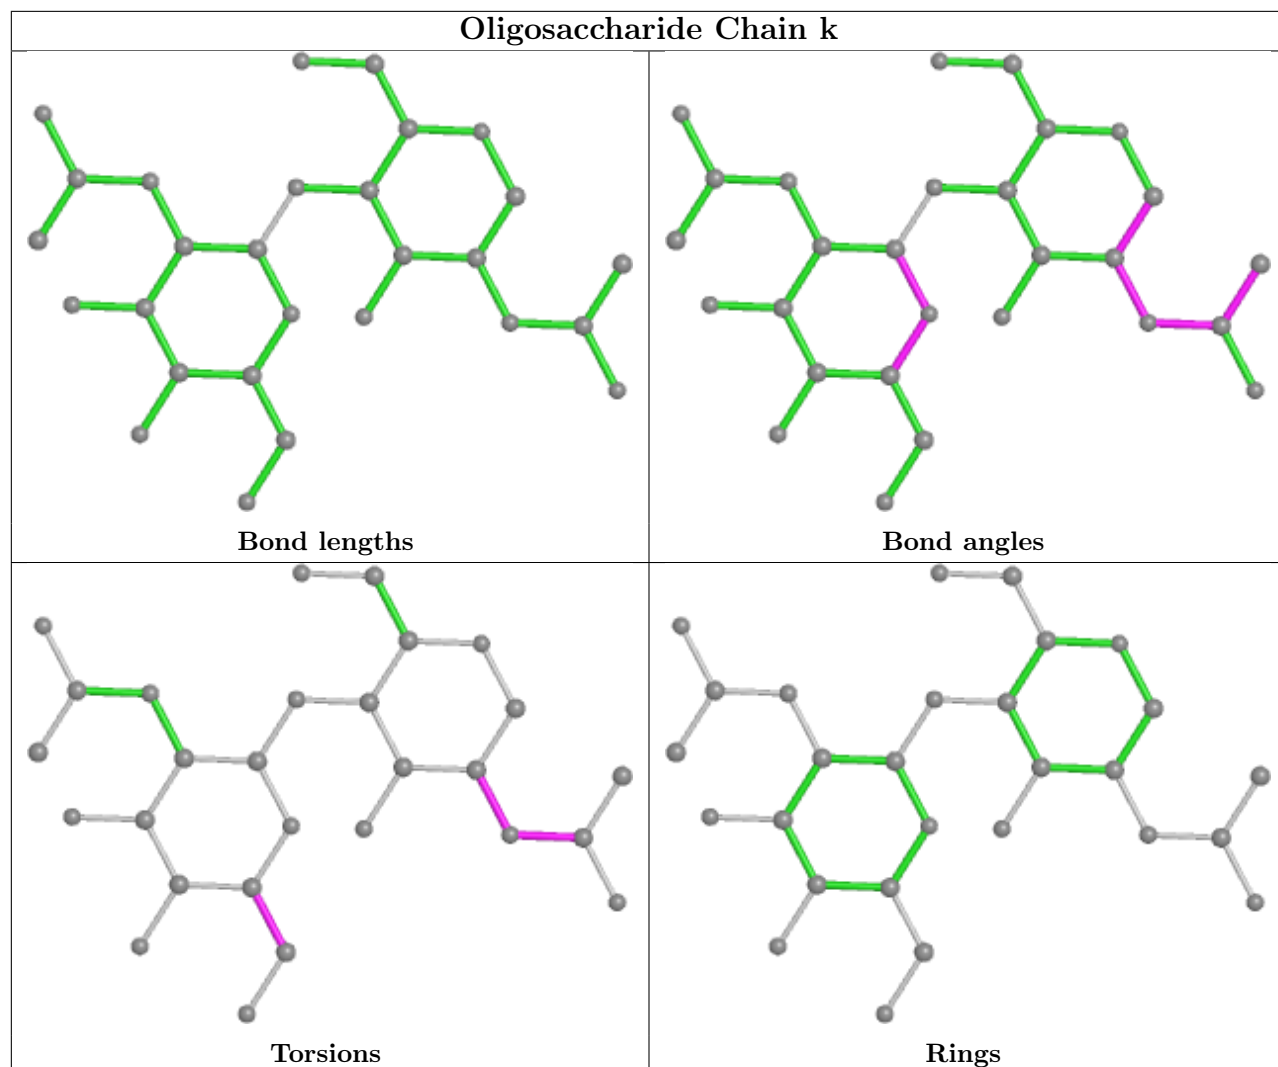 Oligosaccharide Chain k
Bond lengths
Bond angles
Torsions
Rings